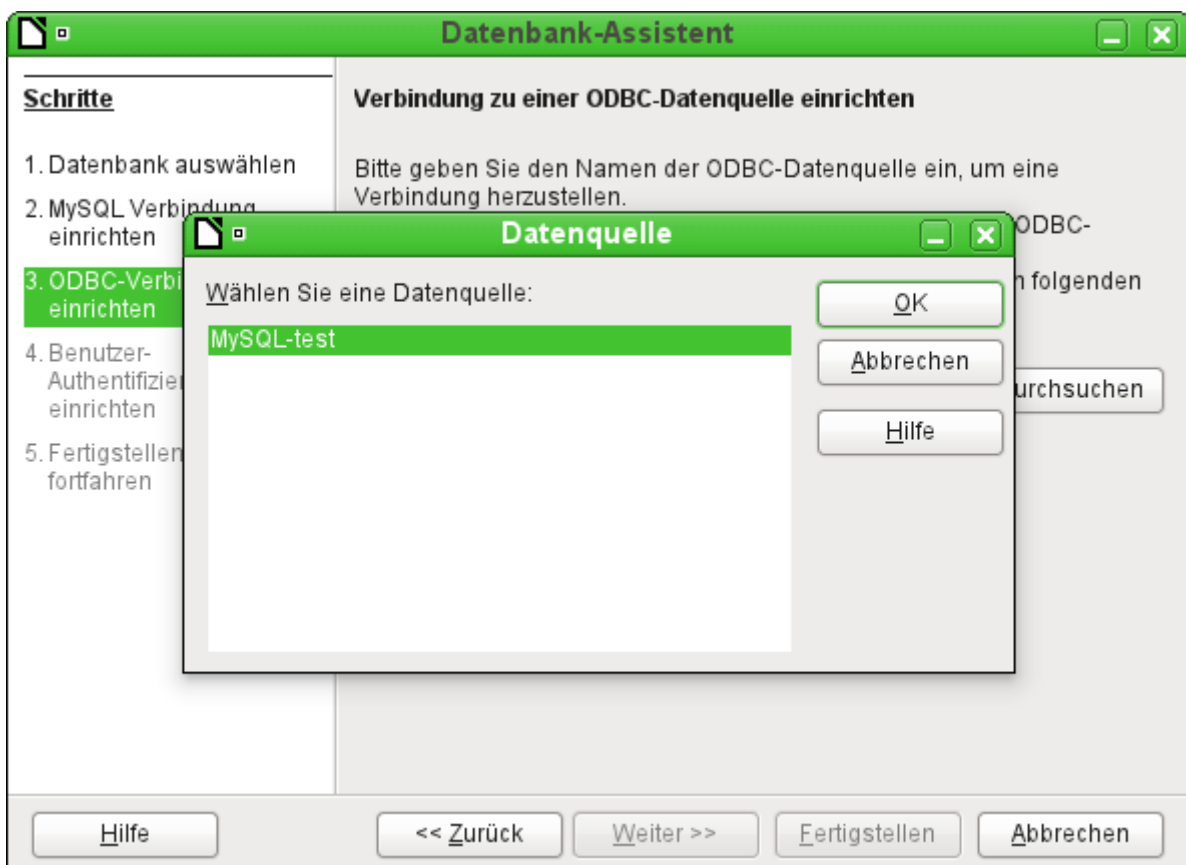 Datenbank-Assistent
Schritte
1. Datenbank auswählen
2. MySQL Verbindung
einrichten
3. ODBC-Verbi
einrichten
4. Benutzer-
Authentifizier
einrichten
5. Fertigstellen
fortfahren
Verbindung zu einer ODBC-Datenquelle einrichten
Bitte geben Sie den Namen der ODBC-Datenquelle ein, um eine
Verbindung herzustellen.
ODBC-
n folgenden
urchsuchen
Datenquelle
Wählen Sie eine Datenquelle:
MySQL-test
OK
Abbrechen
Hilfe
Hilfe
<< Zurück
Weiter >>
Fertigstellen
Abbrechen